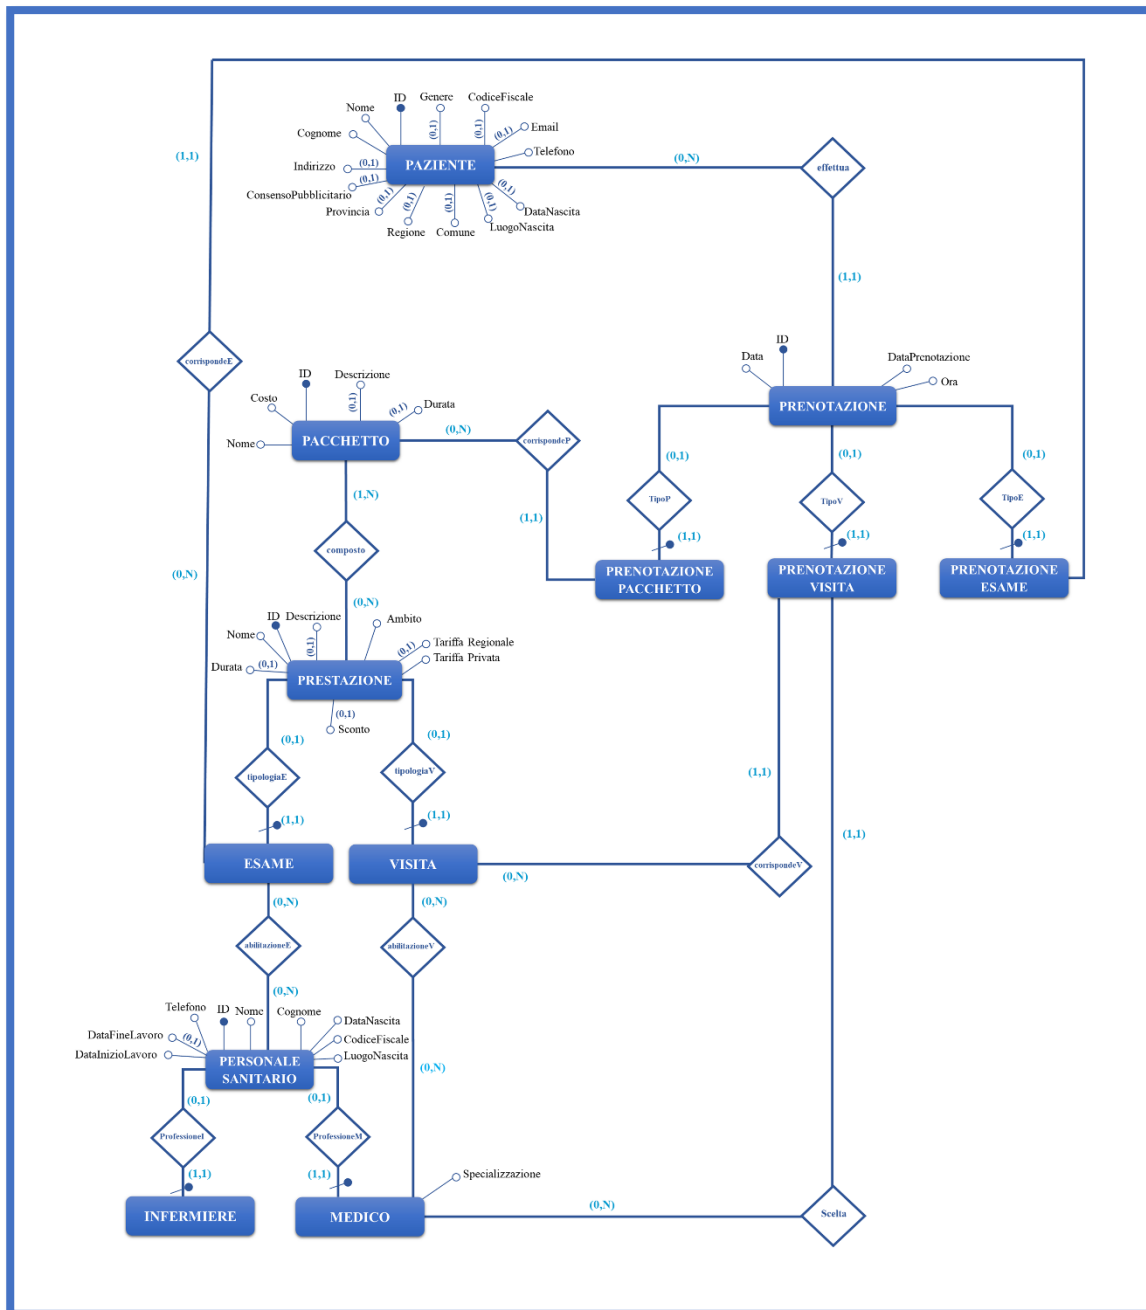 ID
Genere
CodiceFiscale
Nome
(0,1)
(0,1)
(0,1)
Email
Cognome
Telefono
PAZIENTE
(0,N)
effettua
(1,1)
Indirizzo
(0,1)
ConsensoPubblicitario
(0,1)
Provincia
(0,1)
(0,1)
Regione
(0,1)
Comune
(0,1)
LuogoNascita
(0,1)
DataNascita
(1,1)
corrispondeE
ID
Data
DataPrenotazione
Ora
PRENOTAZIONE
ID
Descrizione
Costo
(0,1)
(0,1)
Durata
Nome
PACCHETTO
(0,N)
corrispondeP
(0,1)
(0,1)
(0,1)
(1,N)
(1,1)
TipoP
TipoV
TipoE
composto
(1,1)
(1,1)
(1,1)
(0,N)
(0,N)
PRENOTAZIONE
PACCHETTO
PRENOTAZIONE
VISITA
PRENOTAZIONE
ESAME
ID
Descrizione
Ambito
Nome
(0,1)
Tariffa Regionale
(0,1)
Tariffa Privata
Durata
(0,1)
PRESTAZIONE
(0,1)
Sconto
(0,1)
(0,1)
tipologiaE
tipologiaV
(1,1)
(1,1)
(1,1)
(1,1)
ESAME
VISITA
(0,N)
corrispondeV
(0,N)
(0,N)
abilitazioneE
abilitazioneV
(0,N)
Telefono
ID
Nome
Cognome
DataNascita
DataFineLavoro
(0,1)
CodiceFiscale
DataInizioLavoro
LuogoNascita
PERSONALE
SANITARIO
(0,N)
(0,1)
(0,1)
ProfessioneI
ProfessioneM
(1,1)
(1,1)
Specializzazione
INFERMIERE
MEDICO
(0,N)
Scelta